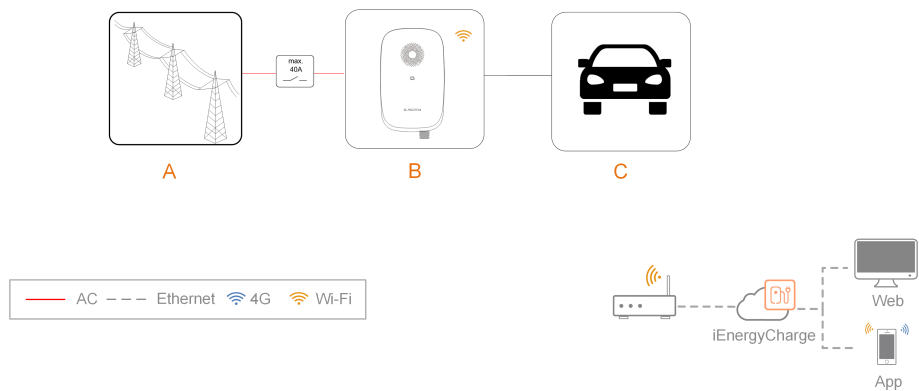 max.
40A
A
B
C
AC
Ethernet
4G
Wi-Fi
iEnergyCharge
Web
App